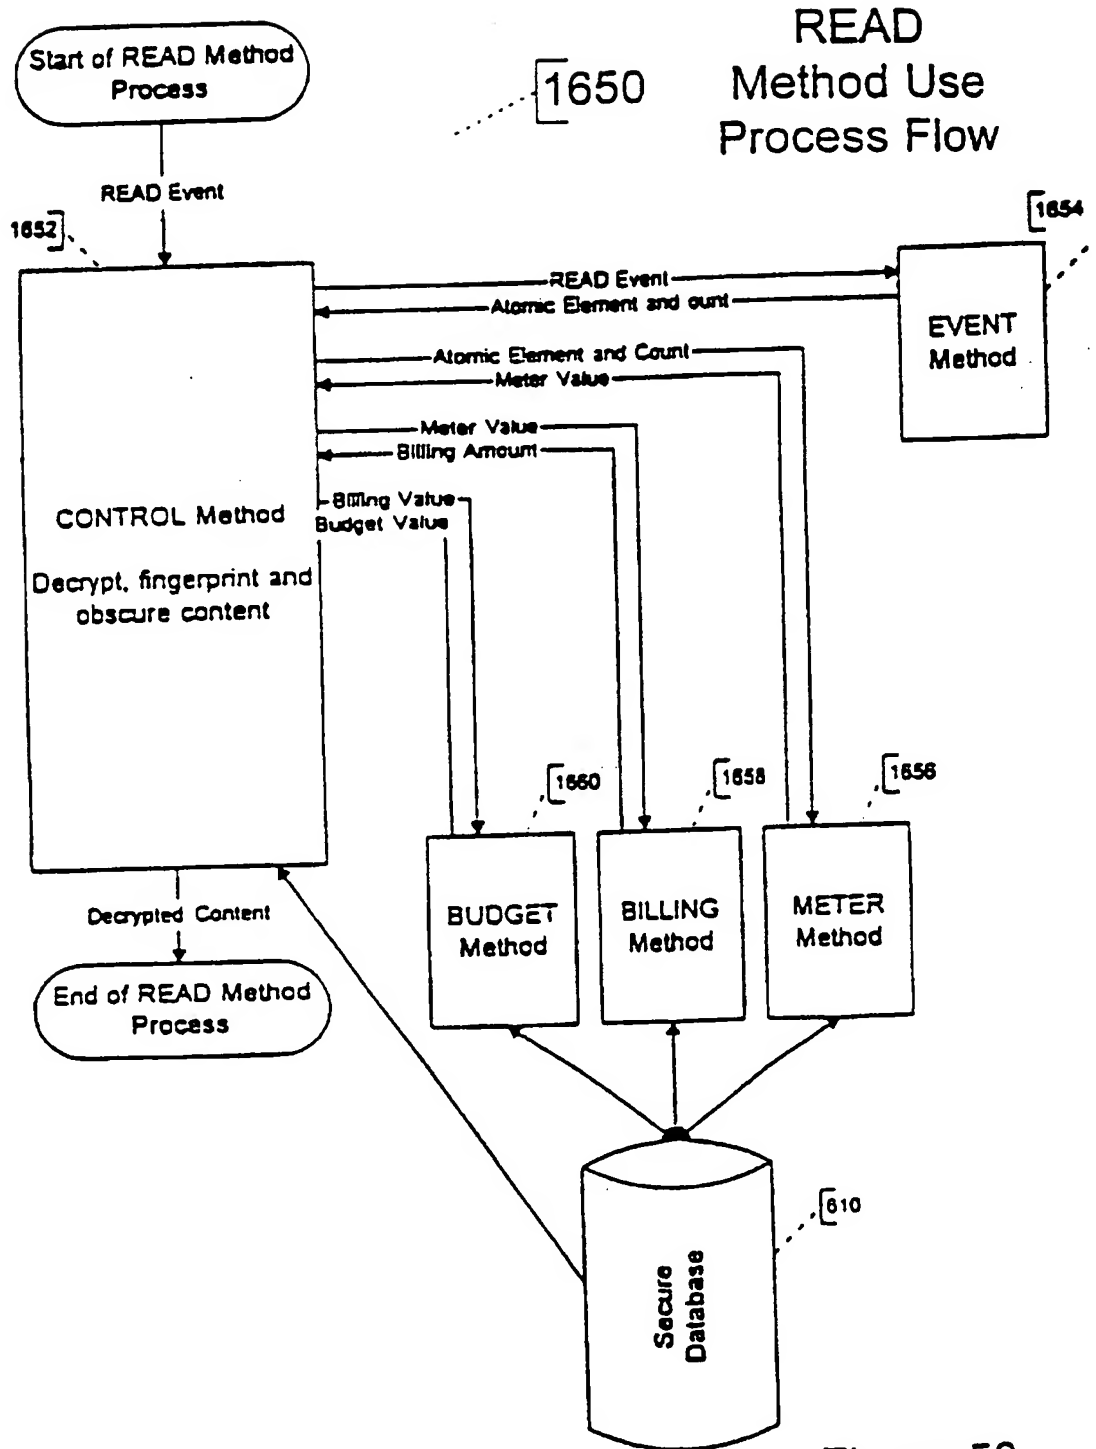 READ
Method Use
Process Flow
1650
Start of READ Method
Process
READ Event
1652
1654
READ Event
Atomic Element and ount
EVENT
Method
Atomic Element and Count
Meter Value
Meter Value
Billing Amount
Billing Value
Budget Value
CONTROL Method
Decrypt, fingerprint and
obscure content
1660
1658
1656
BUDGET
Method
BILLING
Method
METER
Method
Decrypted Content
End of READ Method
Process
610
Secure
Database